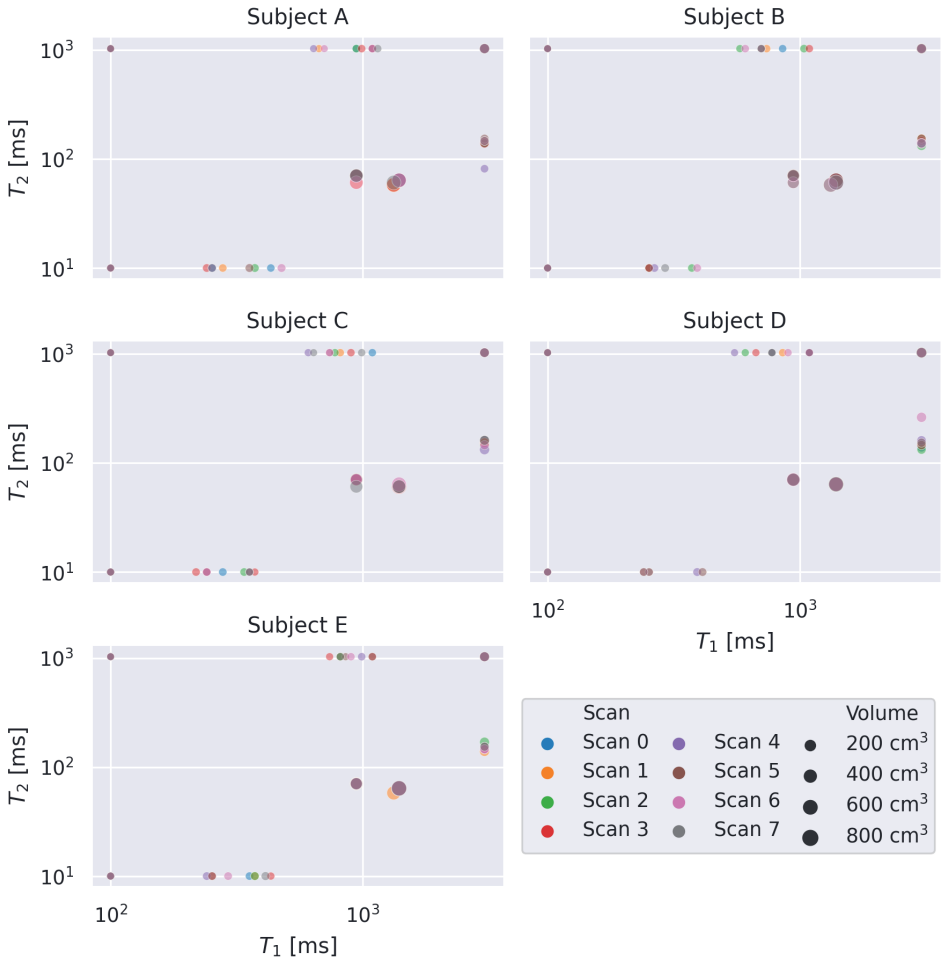 Subject A
Subject B
10³
10²
10¹
T₂ [ms]
Subject C
Subject D
10³
10²
10¹
T₂ [ms]
10² 10³
T₁ [ms]
Subject E
10³
10²
10¹
T₂ [ms]
10² 10³
T₁ [ms]
Scan
Scan 0
Scan 1
Scan 2
Scan 3
Scan 4
Scan 5
Scan 6
Scan 7
Volume
200 cm³
400 cm³
600 cm³
800 cm³